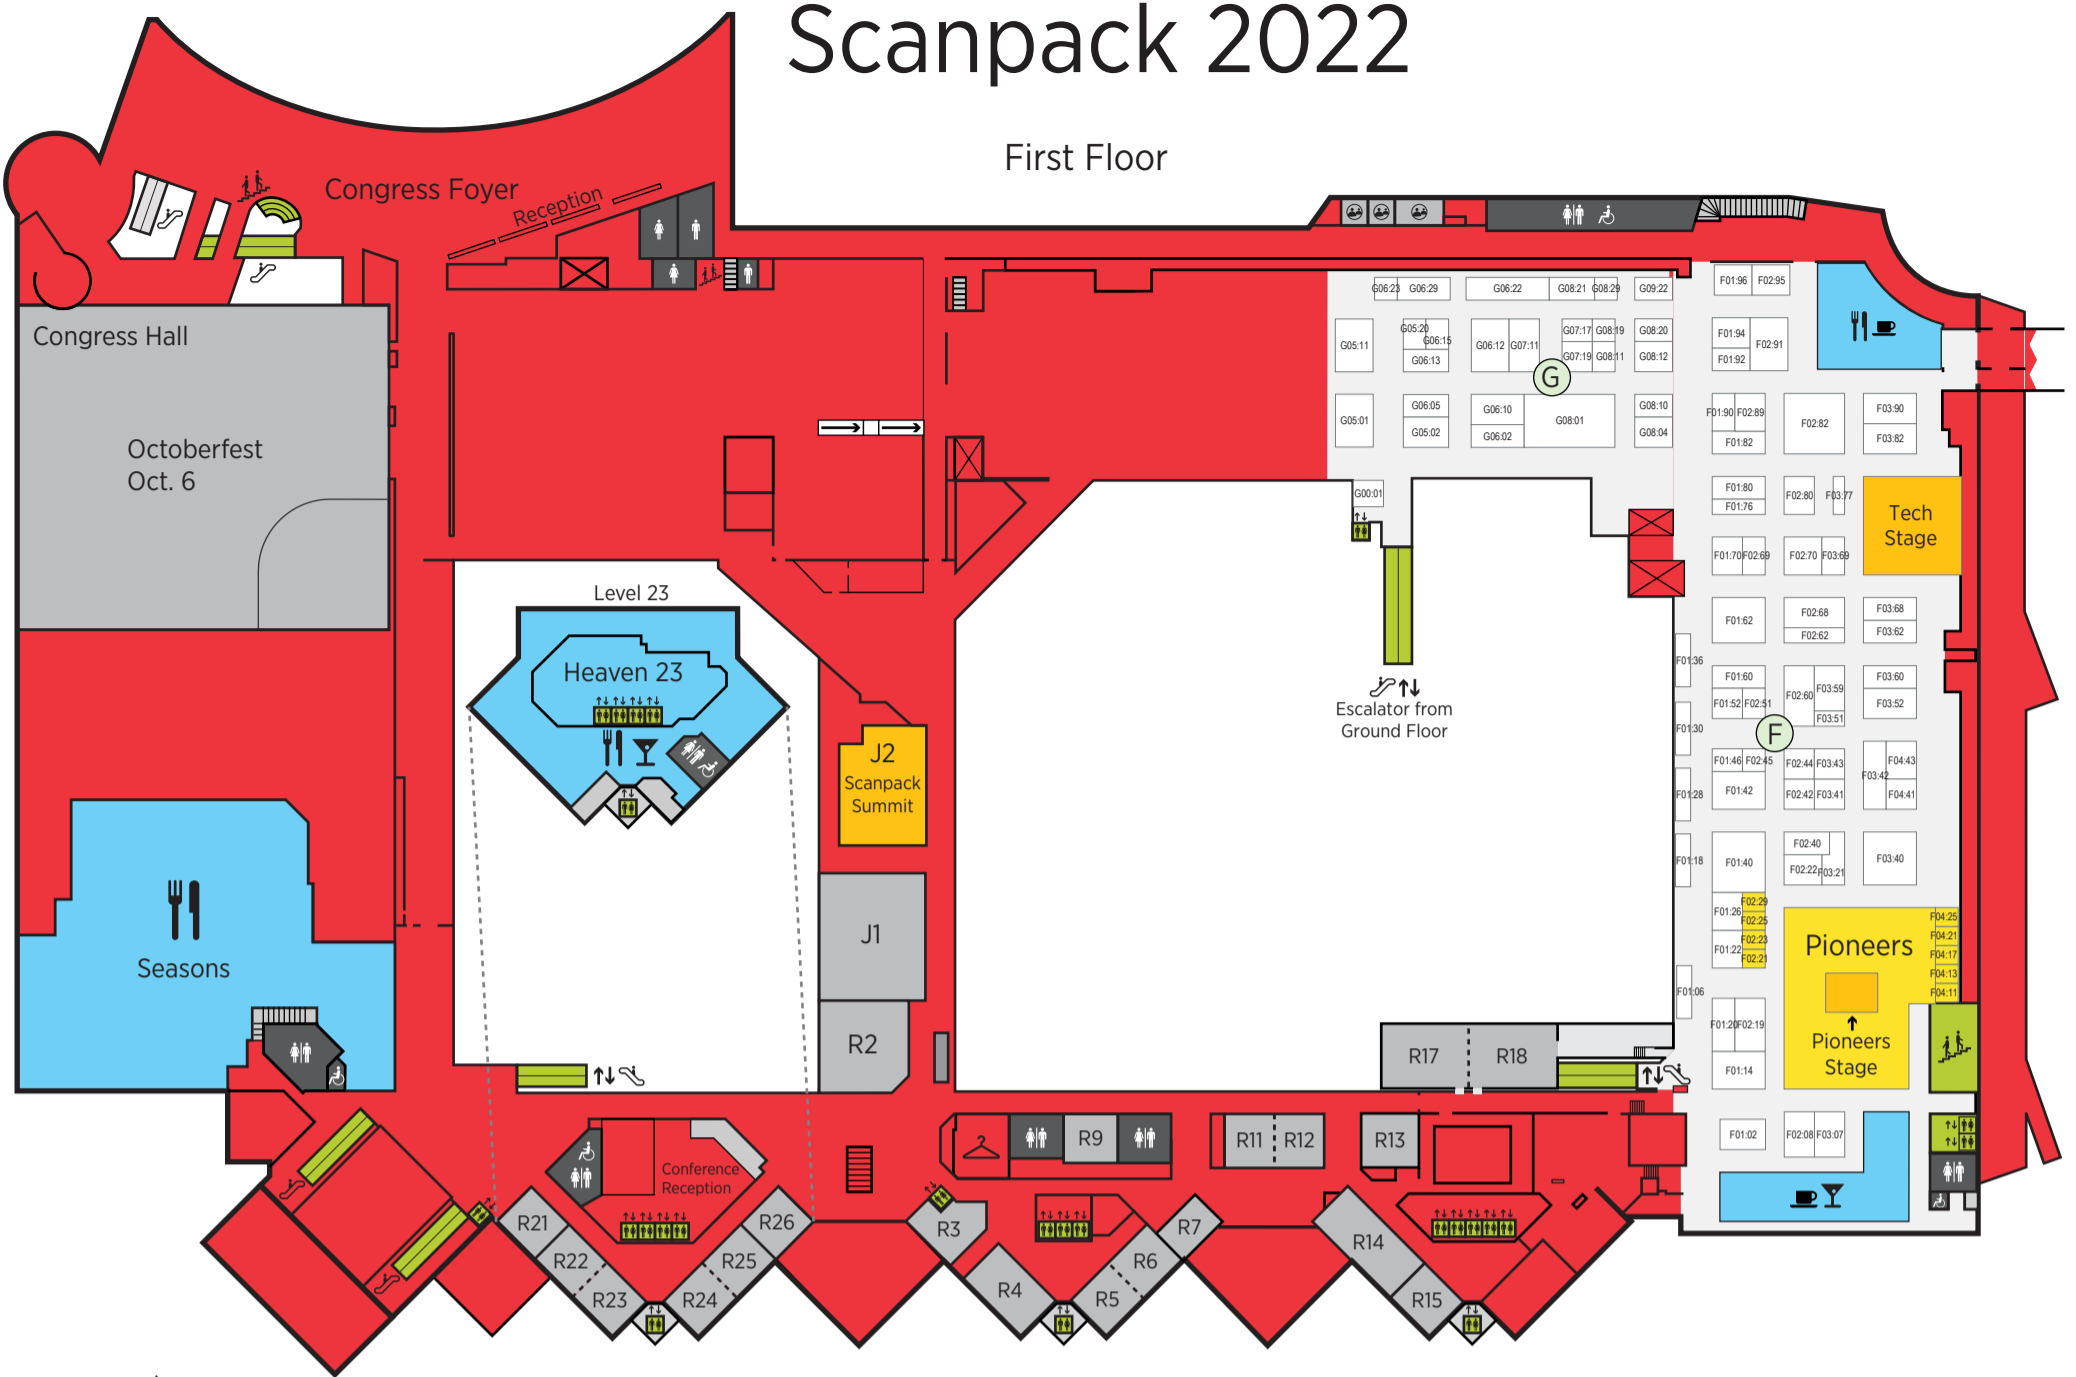 Scanpack 2022
First Floor
Congress Foyer
Reception
Congress Hall
Octoberfest
Oct. 6
Level 23
Heaven 23
J2
Scanpack
Summit
J1
R2
Seasons
Conference
Reception
R21
R22
R23
R24
R25
R26
R3
R4
R5
R6
R7
R9
R11
R12
R13
R14
R15
R17
R18
Escalator from
Ground Floor
G06:23
G06:29
G06:22
G08:21
G08:29
G09:22
G05:11
G05:20
G06:15
G06:13
G06:12
G07:11
G07:17
G08:19
G07:19
G08:11
G08:20
G08:12
G
G05:01
G06:05
G05:02
G06:10
G06:02
G08:01
G08:10
G08:04
G00:01
F01:96
F02:95
F01:94
F01:92
F02:91
F01:90
F02:89
F01:82
F02:82
F03:90
F03:82
F01:80
F01:76
F02:80
F03:77
Tech
Stage
F01:70
F02:69
F02:70
F03:69
F01:62
F02:68
F02:62
F03:68
F03:62
F01:36
F01:60
F01:52
F02:51
F02:60
F03:59
F03:51
F03:60
F03:52
F01:30
F
F01:46
F02:45
F01:42
F02:44
F03:43
F02:42
F03:41
F03:42
F04:43
F04:41
F01:28
F01:18
F01:40
F02:40
F02:22
F03:21
F03:40
F01:26
F02:29
F02:25
F01:22
F02:23
F02:21
Pioneers
F04:25
F04:21
F04:17
F04:13
F04:11
F01:06
F01:20
F02:19
F01:14
Pioneers
Stage
F01:02
F02:08
F03:07